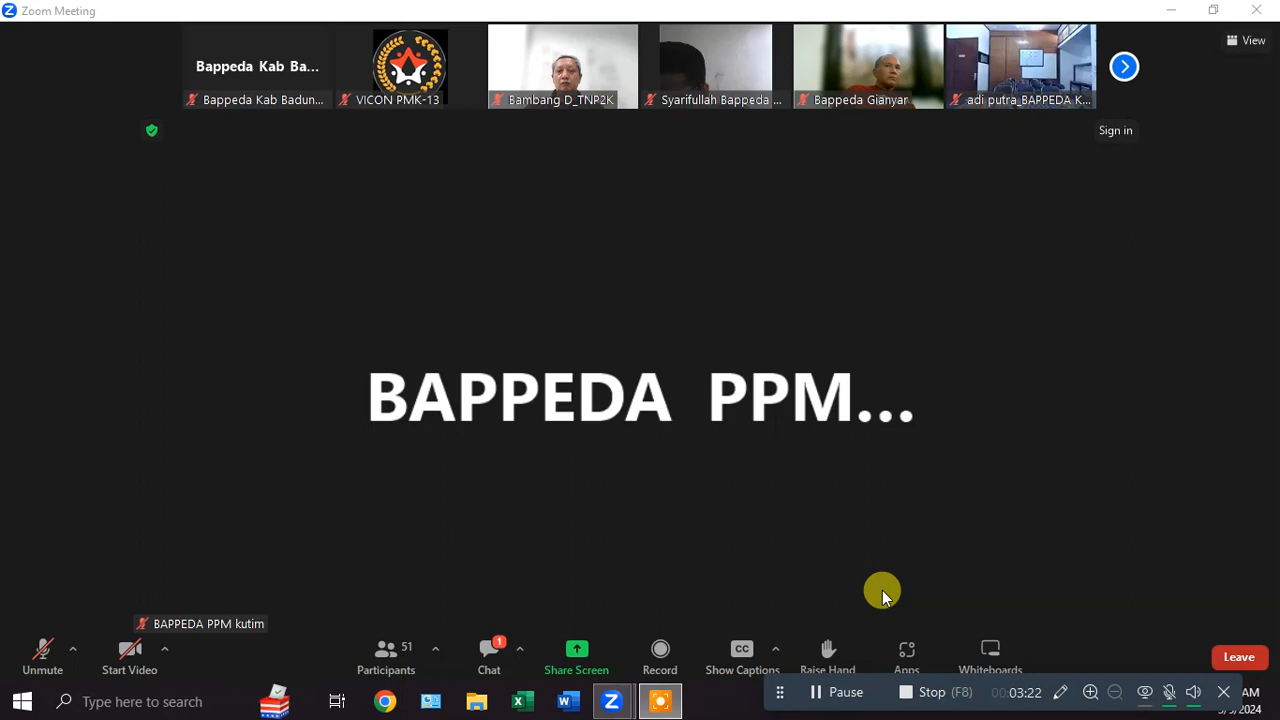 Zoom Meeting
View
Bappeda Kab Ba...
Bappeda Kab Badun...
VICON PMK-13
Bambang D_TNP2K
Syarifullah Bappeda ...
Bappeda Gianyar
adi putra_BAPPEDA K...
Sign in
BAPPEDA PPM...
BAPPEDA PPM kutim
Unmute
Start Video
51
Participants
1
Chat
Share Screen
Record
CC
Show Captions
Raise Hand
Apps
Whiteboards
Leave
Type here to search
Pause
Stop (F8)
00:03:22
AM